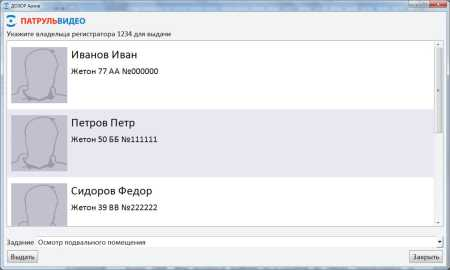 ДОЗОР Архив
ПАТРУЛЬВИДЕО
Укажите владельца регистратора 1234 для выдачи
Иванов Иван
Жетон 77 АА №000000
Петров Петр
Жетон 50 ББ №111111
Сидоров Федор
Жетон 39 ВВ №222222
Задание Осмотр подвального помещения
Выдать Закрыть